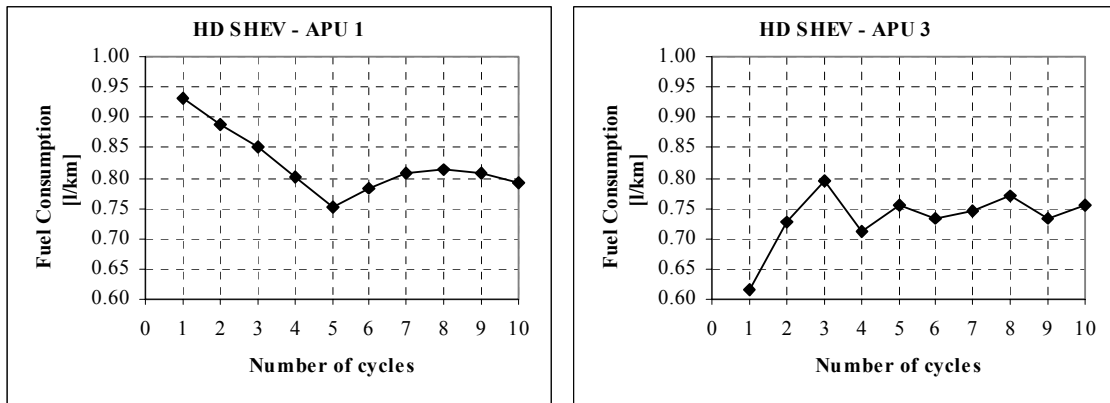 HD SHEV - APU 1
1.00
0.95
0.90
0.85
0.80
0.75
0.70
0.65
0.60
Fuel Consumption
[l/km]
0 1 2 3 4 5 6 7 8 9 10
Number of cycles
HD SHEV - APU 3
1.00
0.95
0.90
0.85
0.80
0.75
0.70
0.65
0.60
Fuel Consumption
[l/km]
0 1 2 3 4 5 6 7 8 9 10
Number of cycles